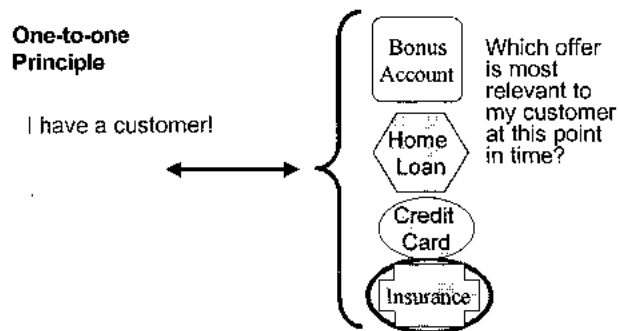 One-to-one
Principle
I have a customer!
Bonus
Account
Home
Loan
Credit
Card
Insurance
Which offer
is most
relevant to
my customer
at this point
in time?